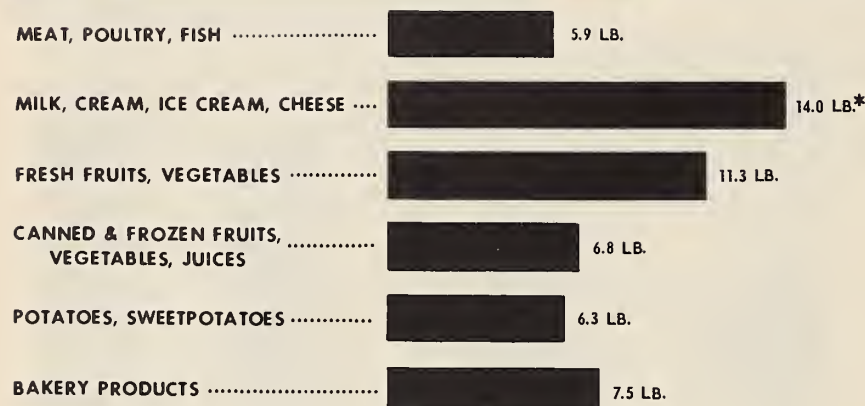 MEAT, POULTRY, FISH .................... 5.9 LB.
MILK, CREAM, ICE CREAM, CHEESE .... 14.0 LB.*
FRESH FRUITS, VEGETABLES ............ 11.3 LB.
CANNED & FROZEN FRUITS,
VEGETABLES, JUICES ............ 6.8 LB.
POTATOES, SWEETPOTATOES ............ 6.3 LB.
BAKERY PRODUCTS ....................... 7.5 LB.